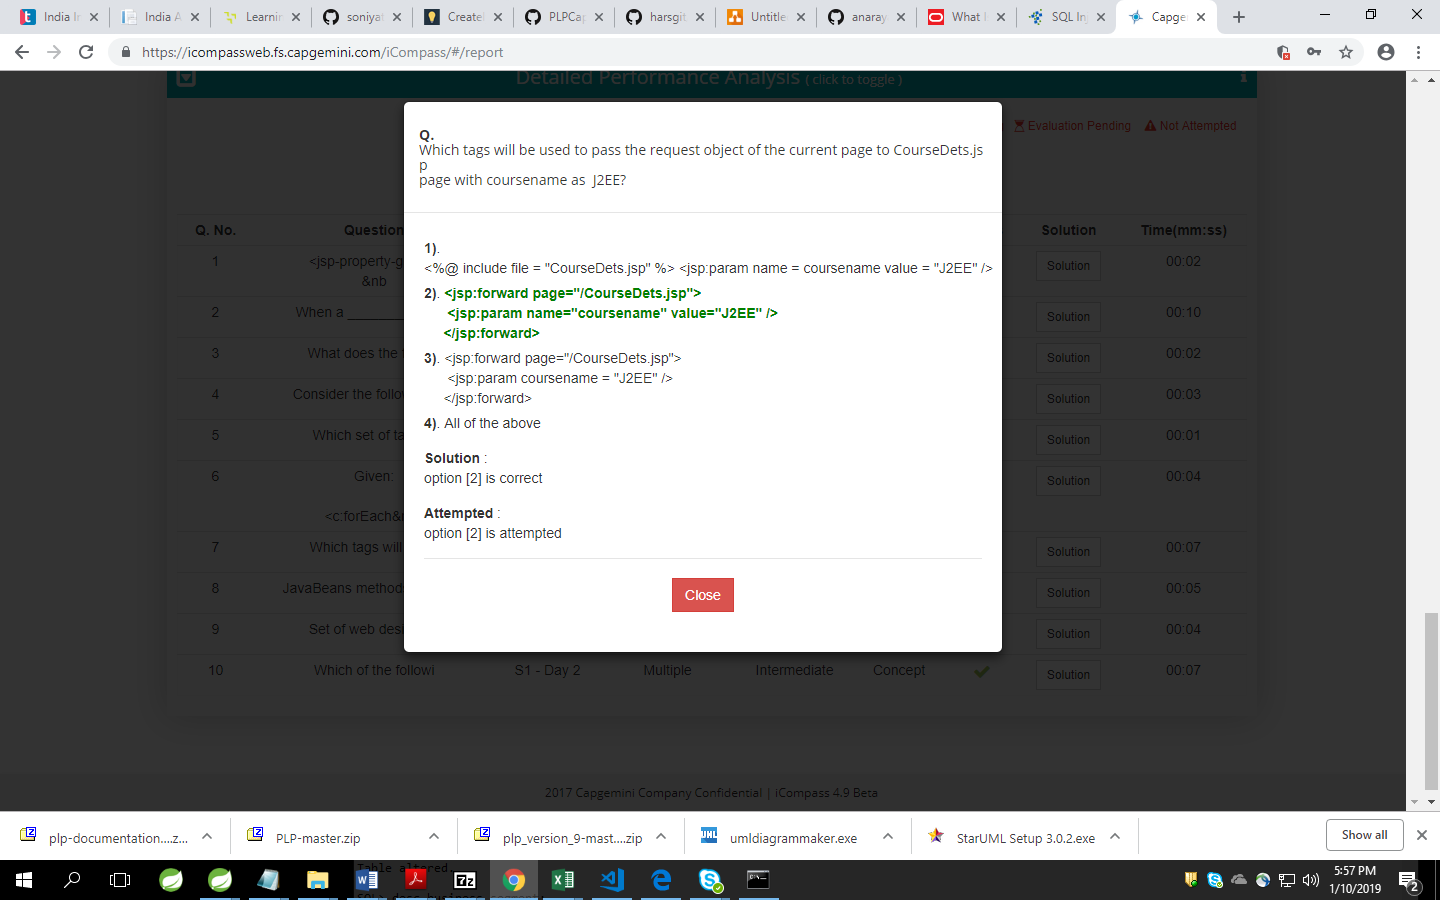 India In
India A
Learnin
soniyat
Create
PLPCap
harsgit
Untitle
anaray
What I
SQL Inj
Capge
https://icompassweb.fs.capgemini.com/iCompass/#/report
Detailed Performance Analysis ( click to toggle )
Evaluation Pending
Not Attempted
Q.
Which tags will be used to pass the request object of the current page to CourseDets.js
p
page with coursename as J2EE?
Q. No.
Question
Solution
Time(mm:ss)
1).
<%@ include file = "CourseDets.jsp" %> <jsp:param name = coursename value = "J2EE" />
2). <jsp:forward page="/CourseDets.jsp">
<jsp:param name="coursename" value="J2EE" />
</jsp:forward>
3). <jsp:forward page="/CourseDets.jsp">
<jsp:param coursename = "J2EE" />
</jsp:forward>
4). All of the above
Solution :
option [2] is correct
Attempted :
option [2] is attempted
Close
1 <jsp-property-g Solution 00:02
&nb
2 When a ________ Solution 00:10
3 What does the Solution 00:02
4 Consider the follo Solution 00:03
5 Which set of ta Solution 00:01
6 Given: Solution 00:04
<c:forEach&
7 Which tags will Solution 00:07
8 JavaBeans method Solution 00:05
9 Set of web desi Solution 00:04
10 Which of the followi S1 - Day 2 Multiple Intermediate Concept Solution 00:07
2017 Capgemini Company Confidential | iCompass 4.9 Beta
plp-documentation....z...
PLP-master.zip
plp_version_9-mast....zip
umldiagrammaker.exe
StarUML Setup 3.0.2.exe
Show all
Table altered.
5:57 PM
1/10/2019
2